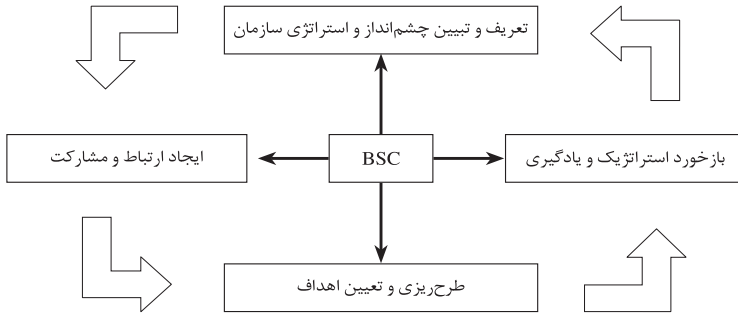 تعریف و تبیین چشم‌انداز و استراتژی سازمان
بازخورد استراتژیک و یادگیری
BSC
ایجاد ارتباط و مشارکت
طرح‌ریزی و تعیین اهداف